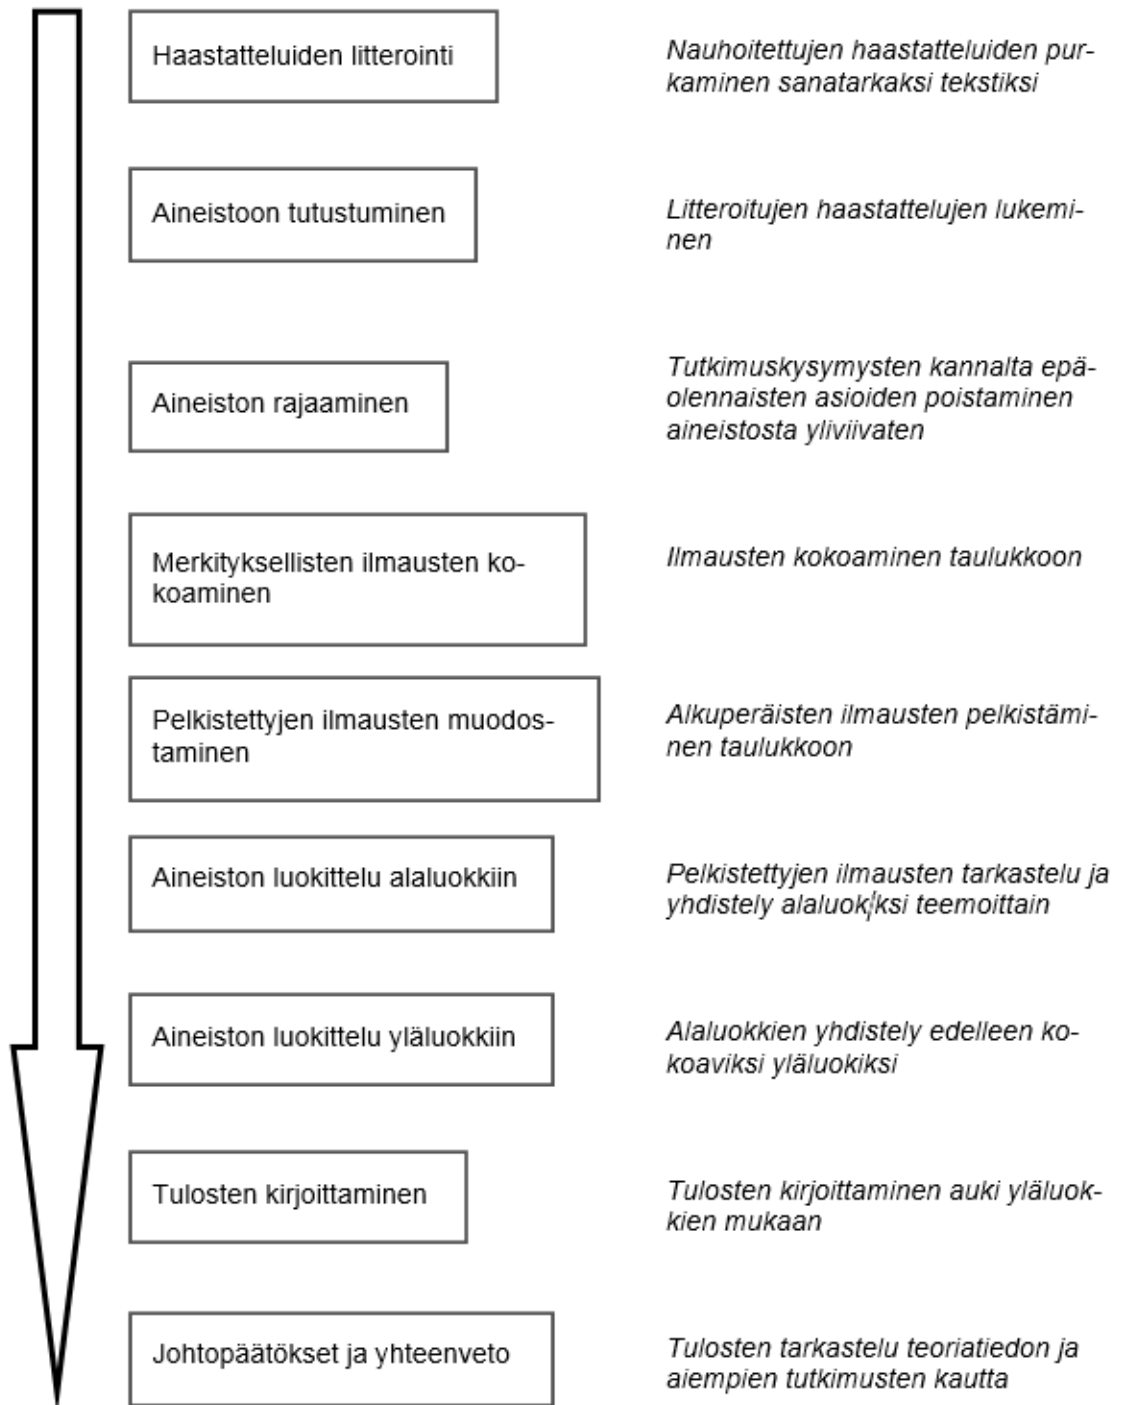 Haastatteluiden litterointi
Nauhoitettujen haastatteluiden pur-
kaminen sanatarkaksi tekstiksi
Aineistoon tutustuminen
Litteroitujen haastattelujen lukemi-
nen
Aineiston rajaaminen
Tutkimuskysymysten kannalta epä-
olennaisten asioiden poistaminen
aineistosta yliviivaten
Merkityksellisten ilmausten ko-
koaminen
Ilmausten kokoaminen taulukkoon
Pelkistettyjen ilmausten muodos-
taminen
Alkuperäisten ilmausten pelkistämi-
nen taulukkoon
Aineiston luokittelu alaluokkiin
Pelkistettyjen ilmausten tarkastelu ja
yhdistely alaluokiksi teemoittain
Aineiston luokittelu yläluokkiin
Alaluokkien yhdistely edelleen ko-
koaviksi yläluokiksi
Tulosten kirjoittaminen
Tulosten kirjoittaminen auki yläluok-
kien mukaan
Johtopäätökset ja yhteenveto
Tulosten tarkastelu teoriatiedon ja
aiempien tutkimusten kautta